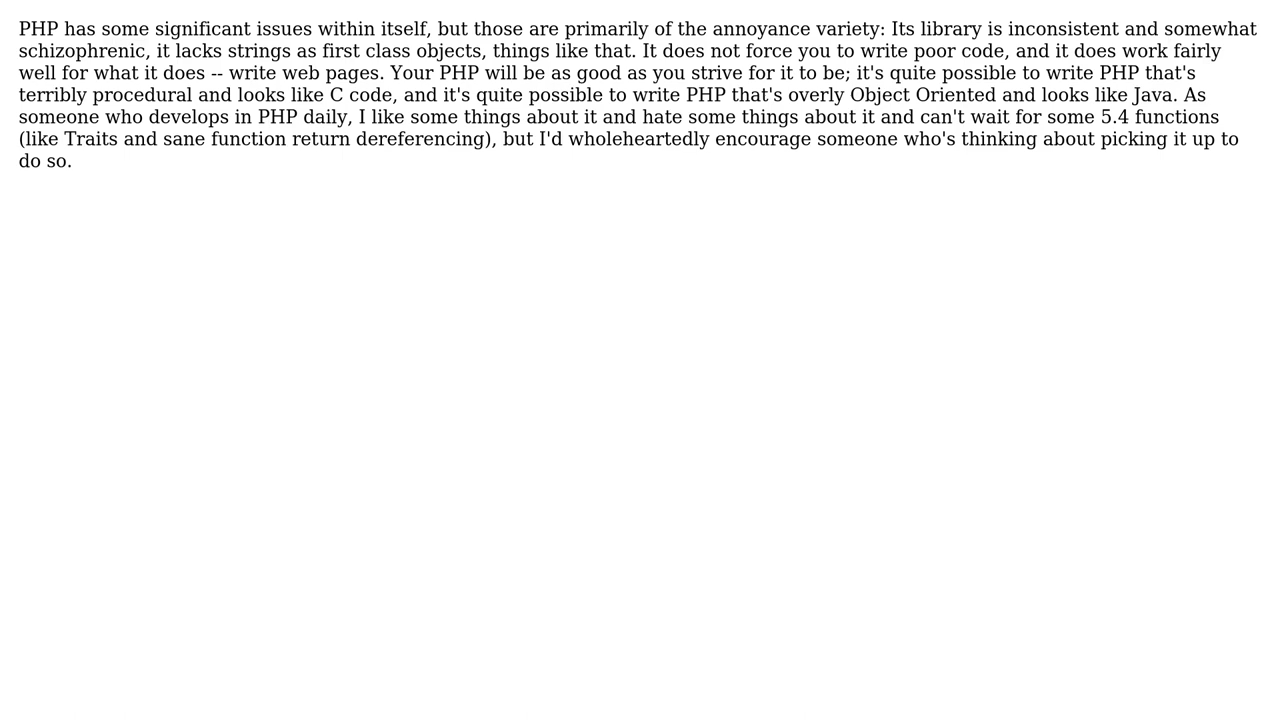 PHP has some significant issues within itself, but those are primarily of the annoyance variety: Its library is inconsistent and somewhat
schizophrenic, it lacks strings as first class objects, things like that. It does not force you to write poor code, and it does work fairly
well for what it does -- write web pages. Your PHP will be as good as you strive for it to be; it's quite possible to write PHP that's
terribly procedural and looks like C code, and it's quite possible to write PHP that's overly Object Oriented and looks like Java. As
someone who develops in PHP daily, I like some things about it and hate some things about it and can't wait for some 5.4 functions
(like Traits and sane function return dereferencing), but I'd wholeheartedly encourage someone who's thinking about picking it up to
do so.